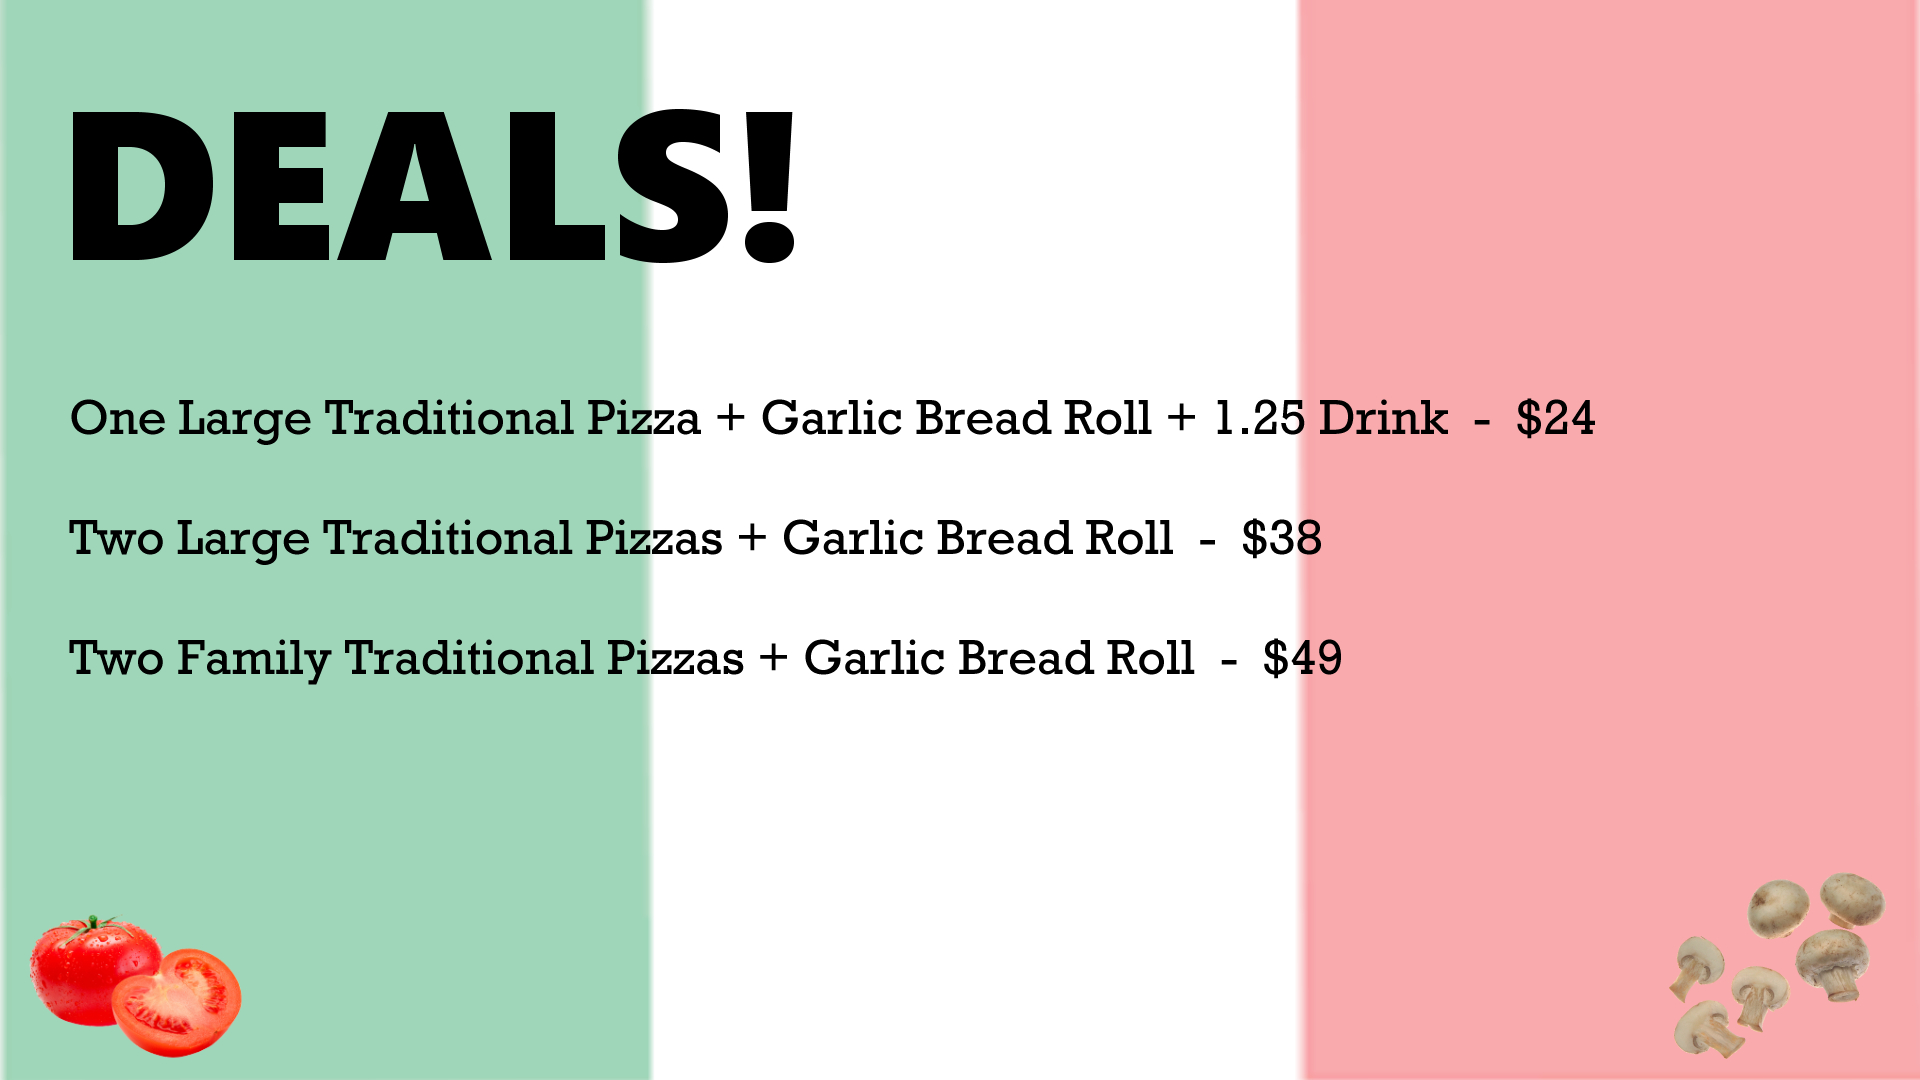 DEALS!
One Large Traditional Pizza + Garlic Bread Roll + 1.25 Drink - $24
Two Large Traditional Pizzas + Garlic Bread Roll - $38
Two Family Traditional Pizzas + Garlic Bread Roll - $49